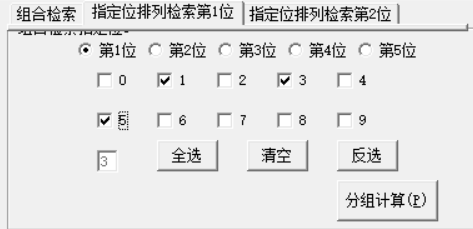 组合检索 指定位排列检索第1位 指定位排列检索第2位
第1位 第2位 第3位 第4位 第5位
0 1 2 3 4
5 6 7 8 9
3 全选 清空 反选
分组计算(P)